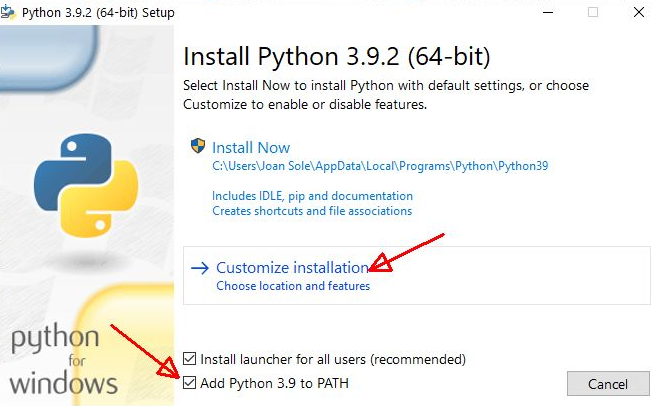 Python 3.9.2 (64-bit) Setup
Install Python 3.9.2 (64-bit)
Select Install Now to install Python with default settings, or choose
Customize to enable or disable features.
Install Now
C:\Users\Joan Sole\AppData\Local\Programs\Python\Python39
Includes IDLE, pip and documentation
Creates shortcuts and file associations
Customize installation
Choose location and features
python
for
windows
Install launcher for all users (recommended)
Add Python 3.9 to PATH
Cancel